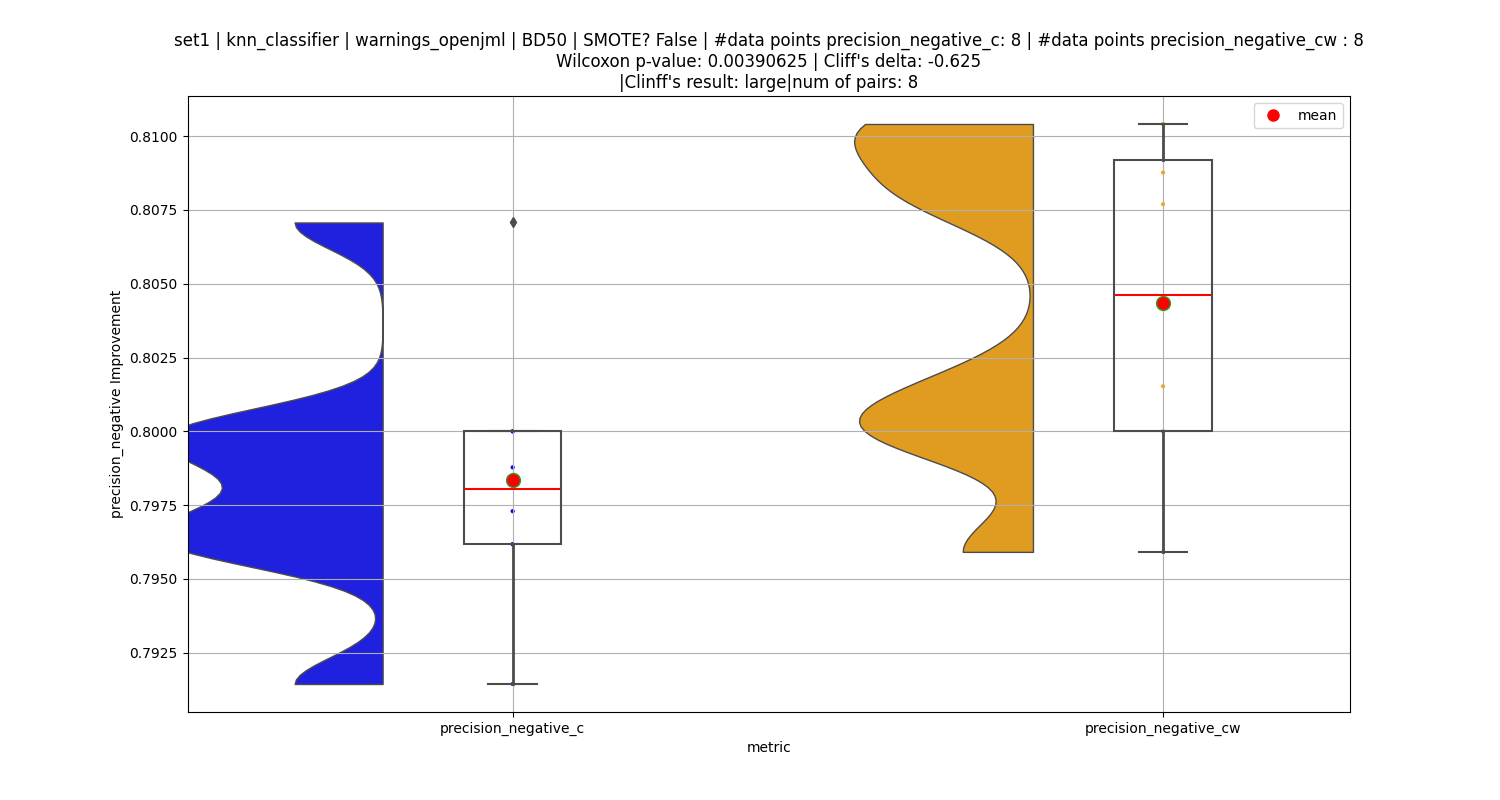 set1 | knn_classifier | warnings_openjml | BD50 | SMOTE? False | #data points precision_negative_c: 8 | #data points precision_negative_cw : 8
Wilcoxon p-value: 0.00390625 | Cliff's delta: -0.625
|Clinff's result: large|num of pairs: 8
mean
0.8100
0.8075
0.8050
0.8025
0.8000
0.7975
0.7950
0.7925
precision_negative Improvement
precision_negative_c
precision_negative_cw
metric